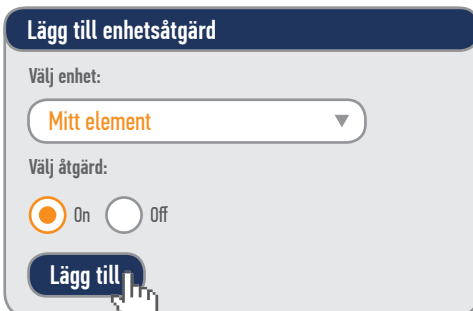 Lägg till enhetsåtgärd
Välj enhet:
Mitt element
Välj åtgärd:
On Off
Lägg till